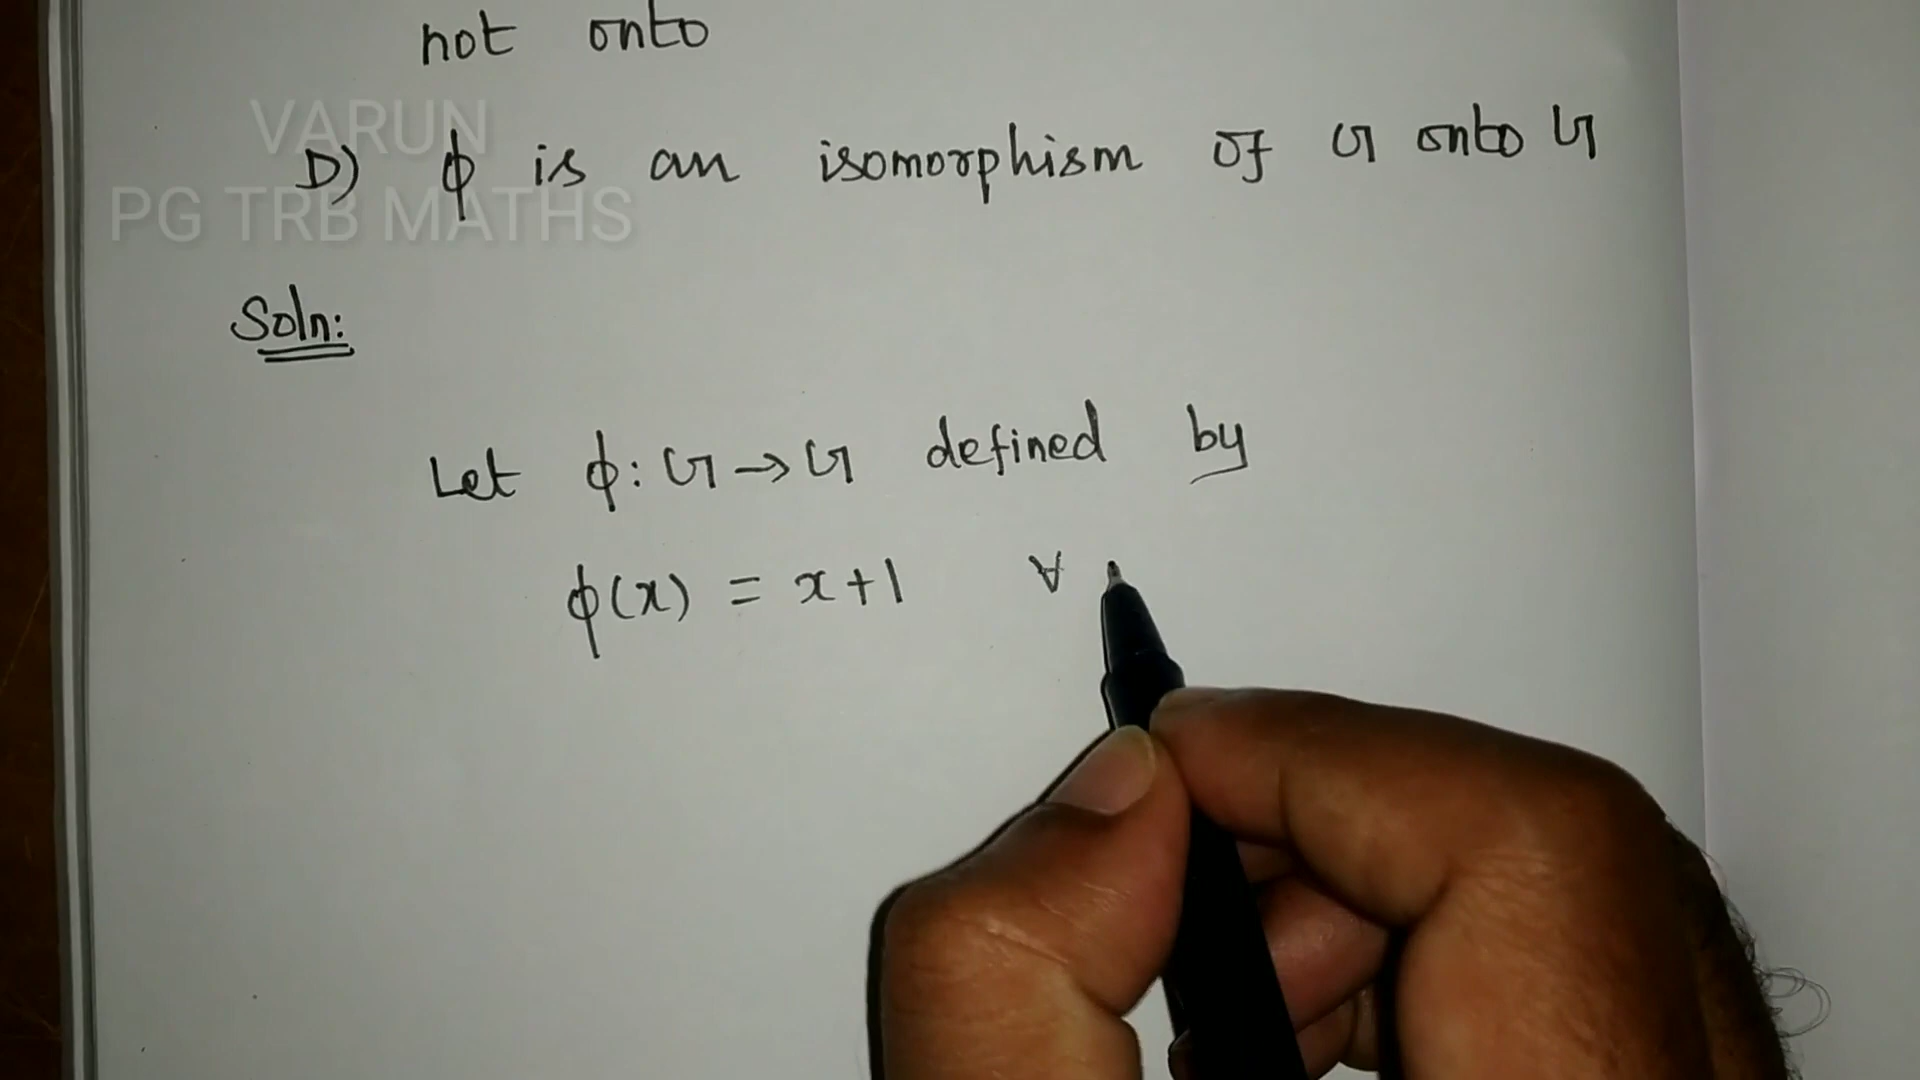 not onto
VARUN
D) ϕ is an isomorphism of G onto G
PG TRB MATHS
Soln:
Let ϕ: G → G defined by
ϕ(x) = x+1 ∀